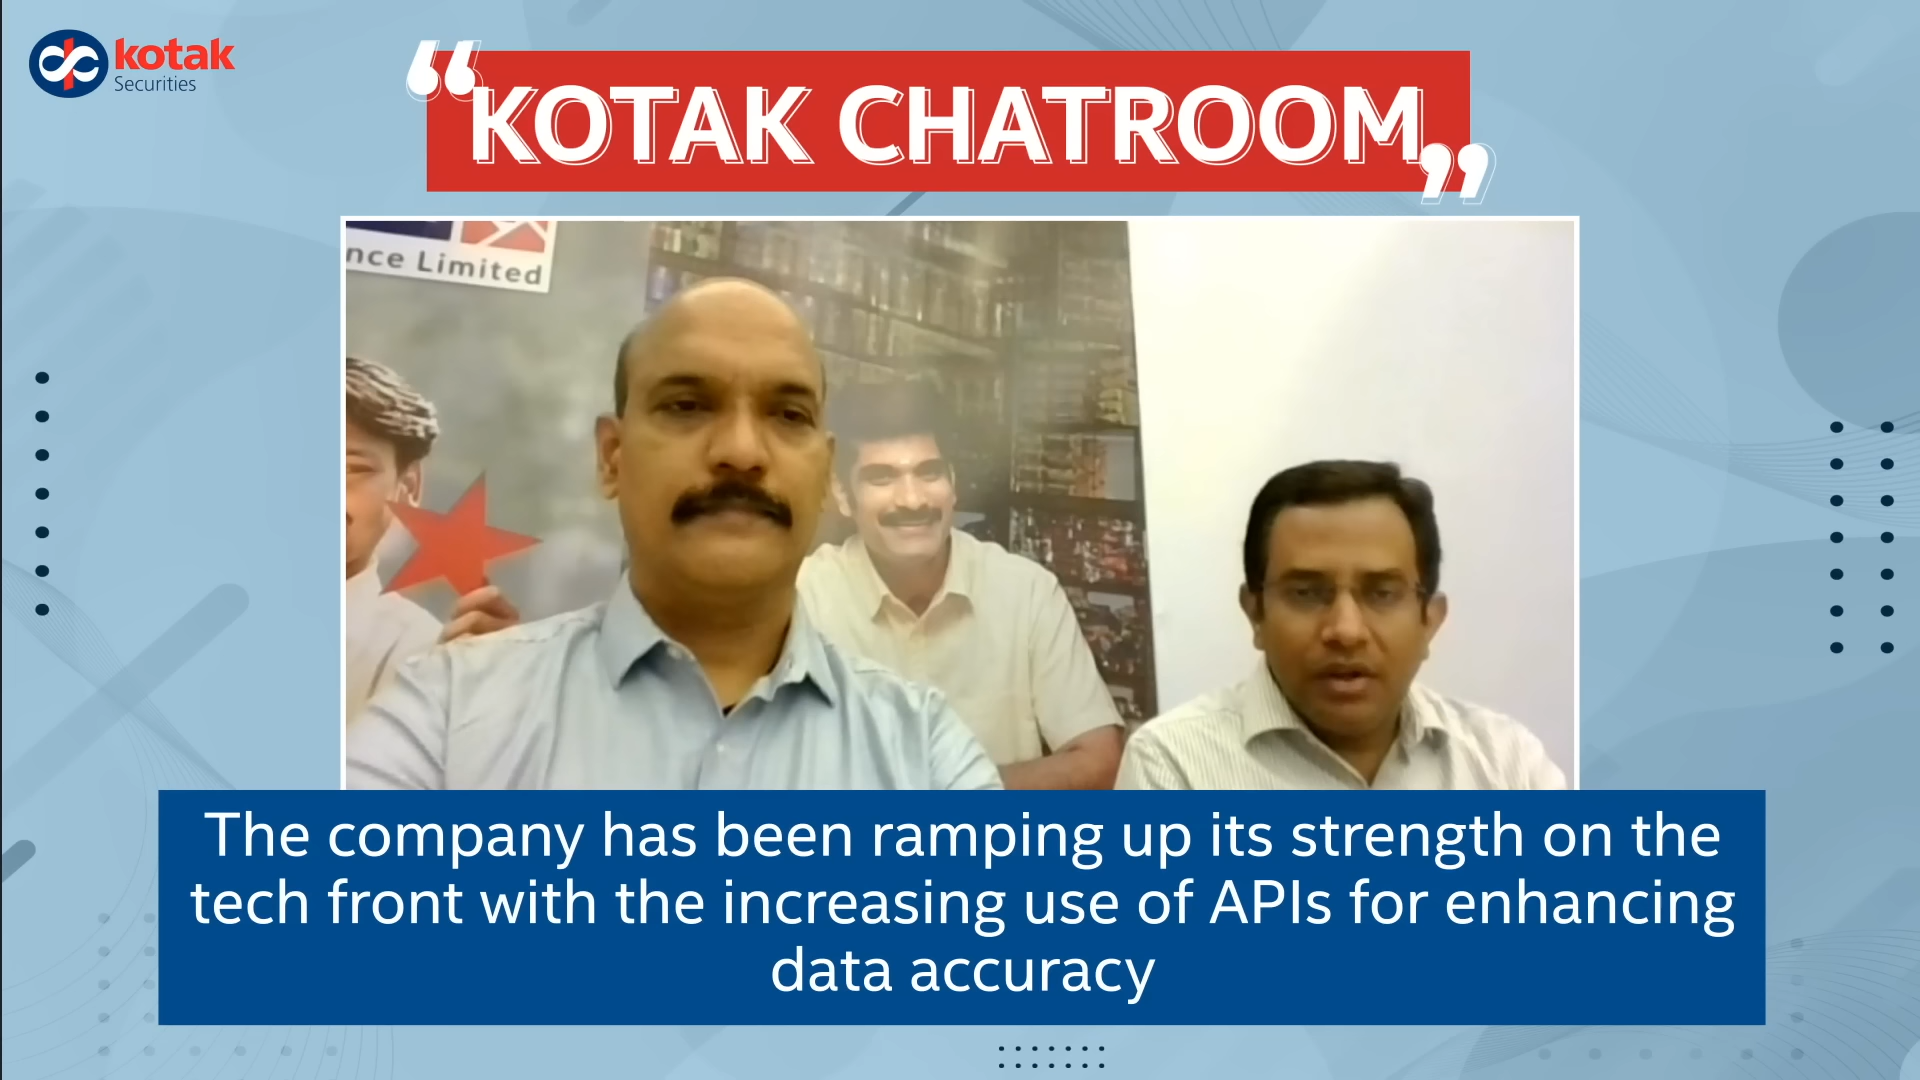 kotak
Securities
“KOTAK CHATROOM”
nce Limited
The company has been ramping up its strength on the
tech front with the increasing use of APIs for enhancing
data accuracy